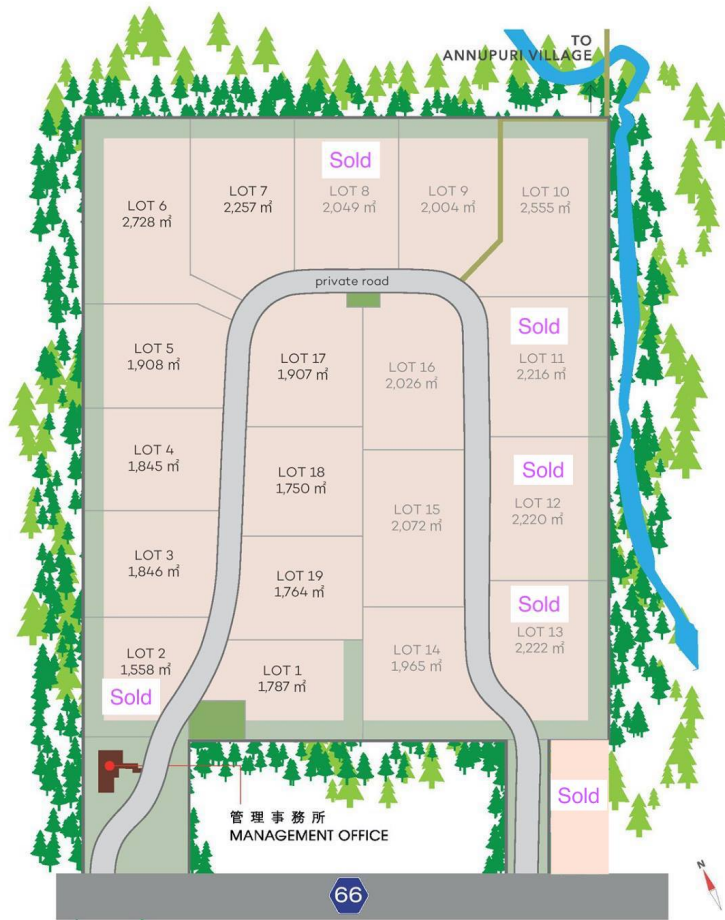 TO
ANNUPURI VILLAGE
Sold
LOT 6
2,728 ㎡
LOT 7
2,257 ㎡
LOT 8
2,049 ㎡
LOT 9
2,004 ㎡
LOT 10
2,555 ㎡
private road
Sold
LOT 5
1,908 ㎡
LOT 17
1,907 ㎡
LOT 16
2,026 ㎡
LOT 11
2,216 ㎡
LOT 4
1,845 ㎡
LOT 18
1,750 ㎡
Sold
LOT 15
2,072 ㎡
LOT 12
2,220 ㎡
LOT 3
1,846 ㎡
LOT 19
1,764 ㎡
Sold
LOT 13
2,222 ㎡
LOT 2
1,558 ㎡
Sold
LOT 1
1,787 ㎡
LOT 14
1,965 ㎡
Sold
管理事務所
MANAGEMENT OFFICE
66
N